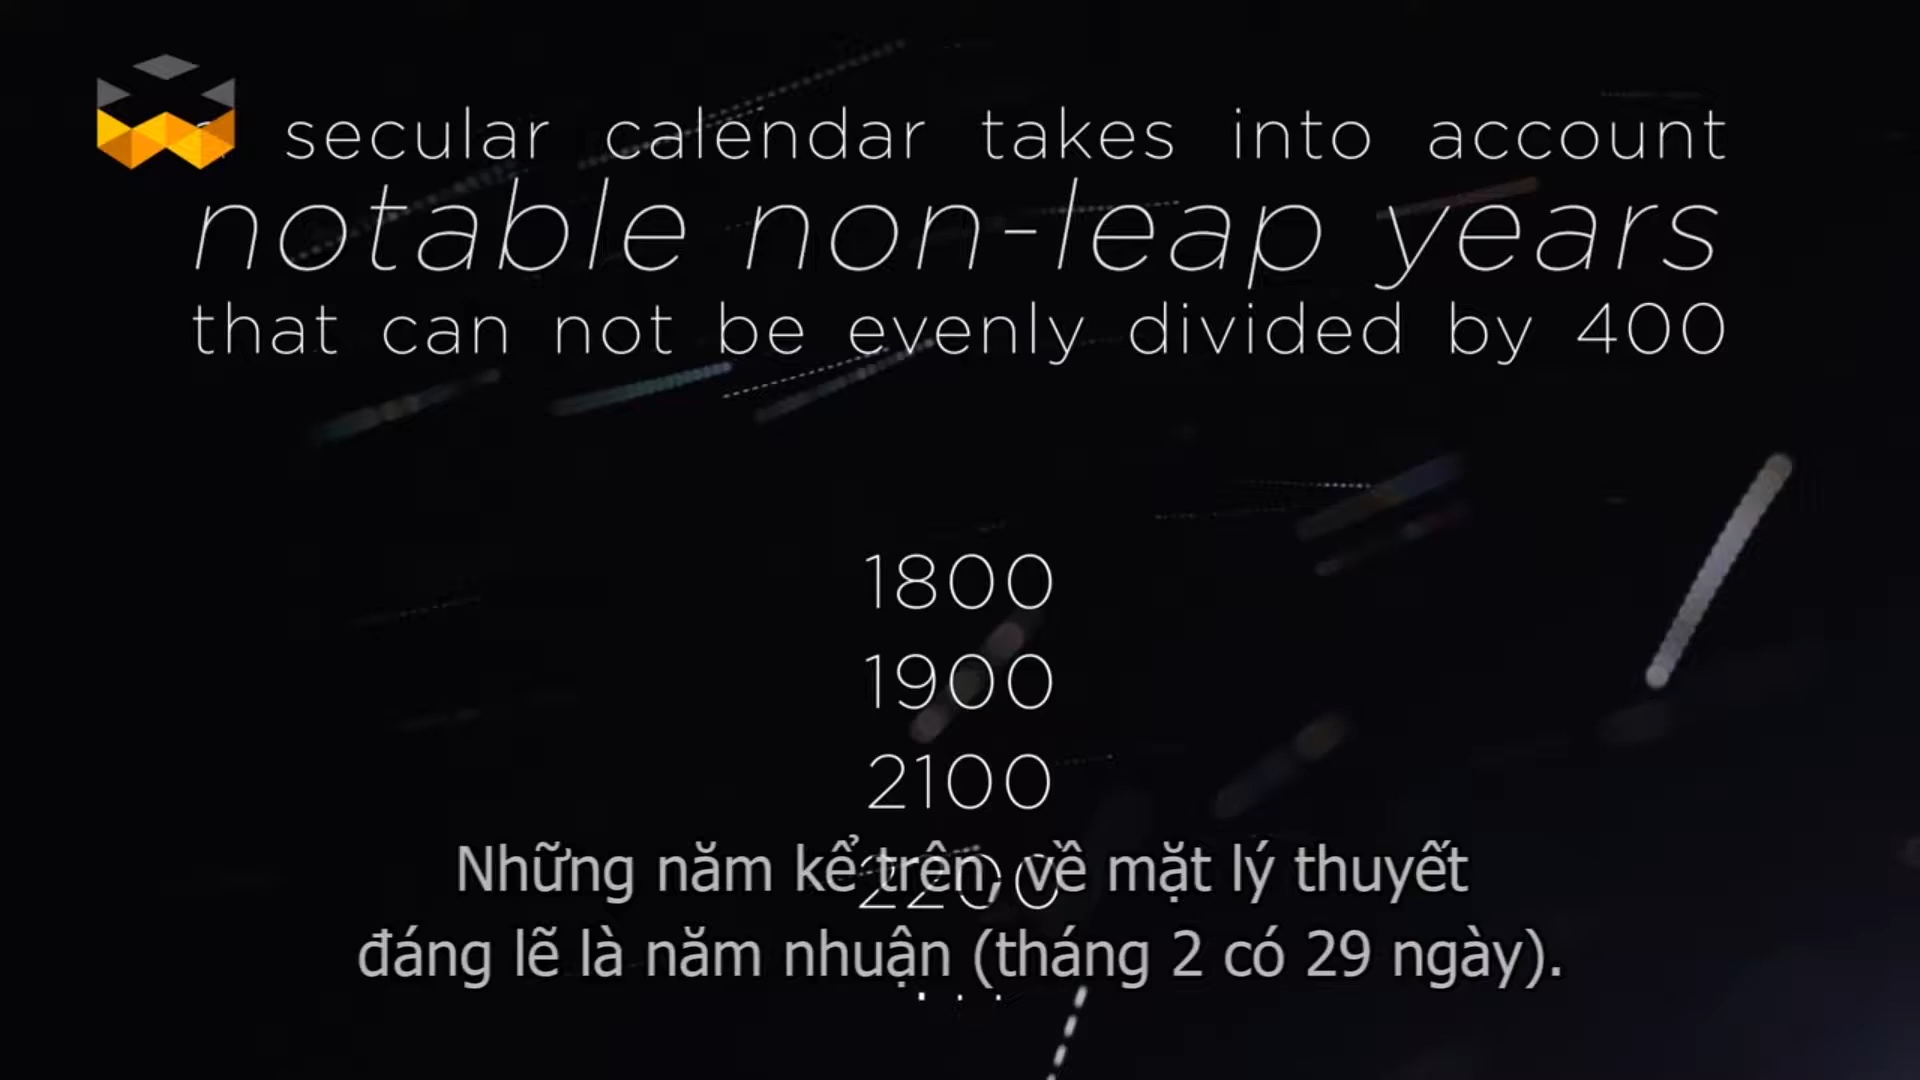 secular calendar takes into account
notable non-leap years
that can not be evenly divided by 400
1800
1900
2100
2200
Những năm kể trên, về mặt lý thuyết
đáng lẽ là năm nhuận (tháng 2 có 29 ngày).